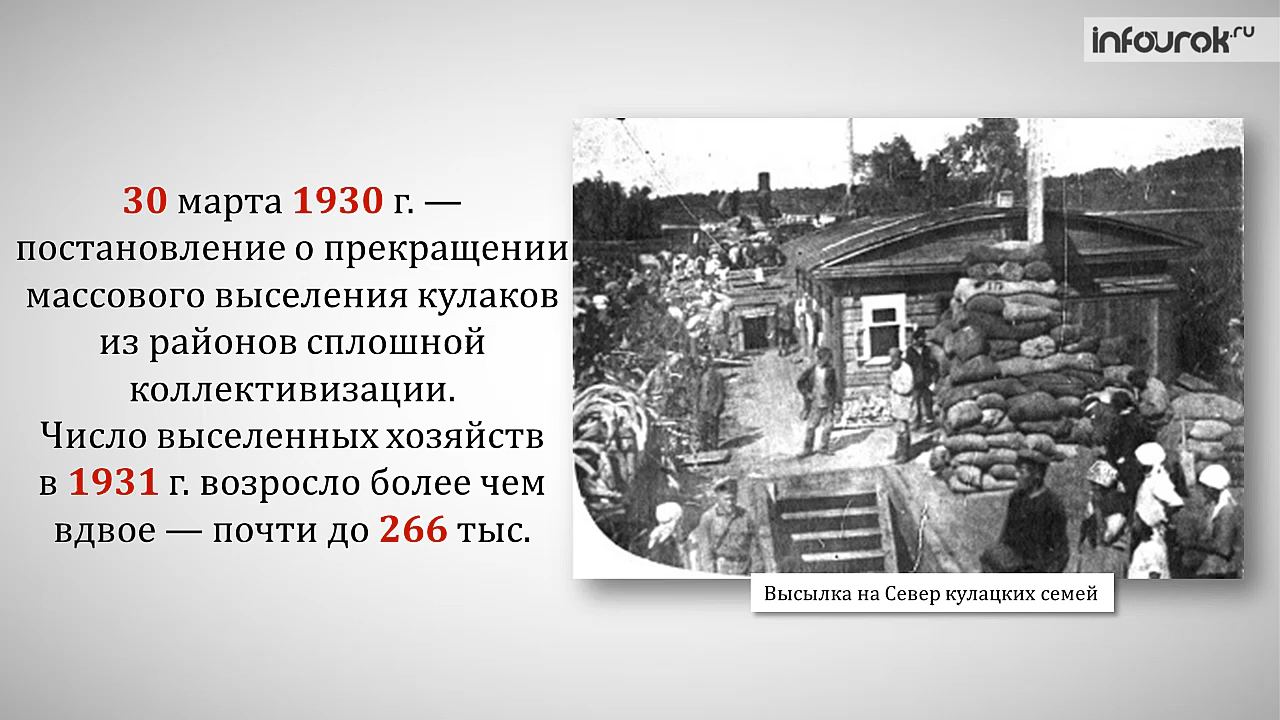 infourok.ru
30 марта 1930 г. —
постановление о прекращении
массового выселения кулаков
из районов сплошной
коллективизации.
Число выселенных хозяйств
в 1931 г. возросло более чем
вдвое — почти до 266 тыс.
Высылка на Север кулацких семей